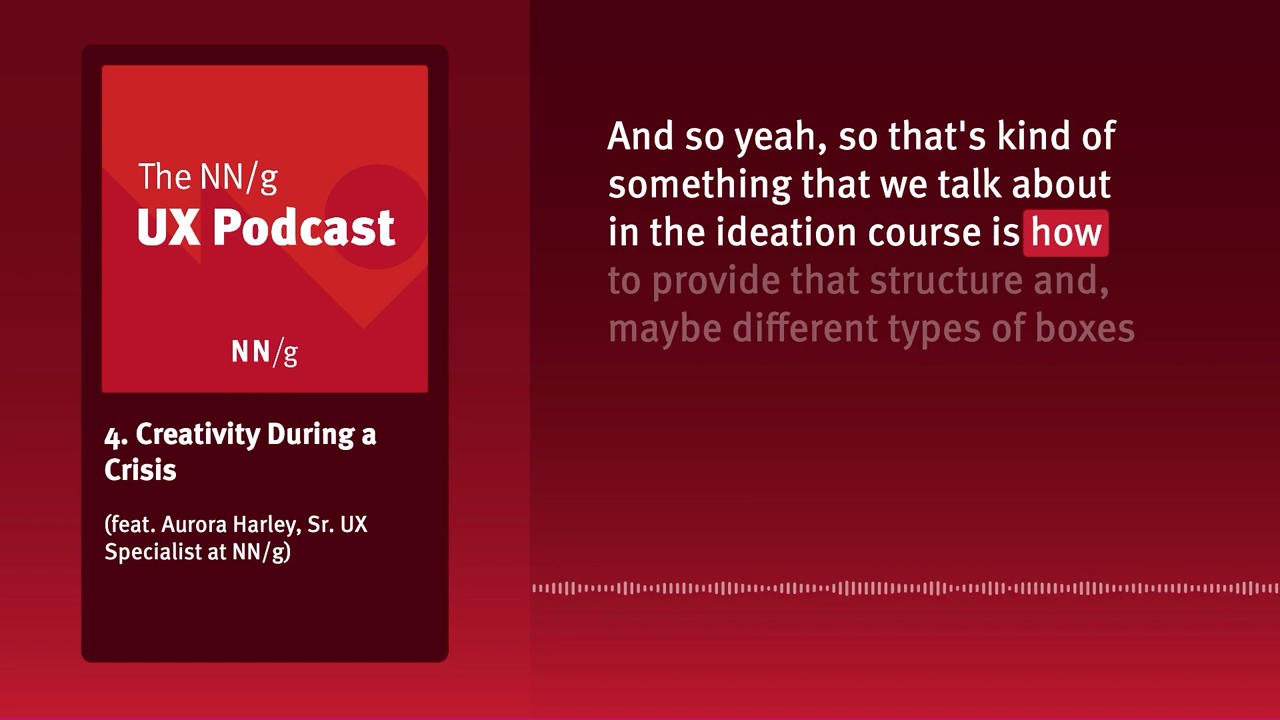 The NN/g
UX Podcast
NN/g
4. Creativity During a
Crisis
(feat. Aurora Harley, Sr. UX
Specialist at NN/g)
And so yeah, so that's kind of
something that we talk about
in the ideation course is how
to provide that structure and,
maybe different types of boxes